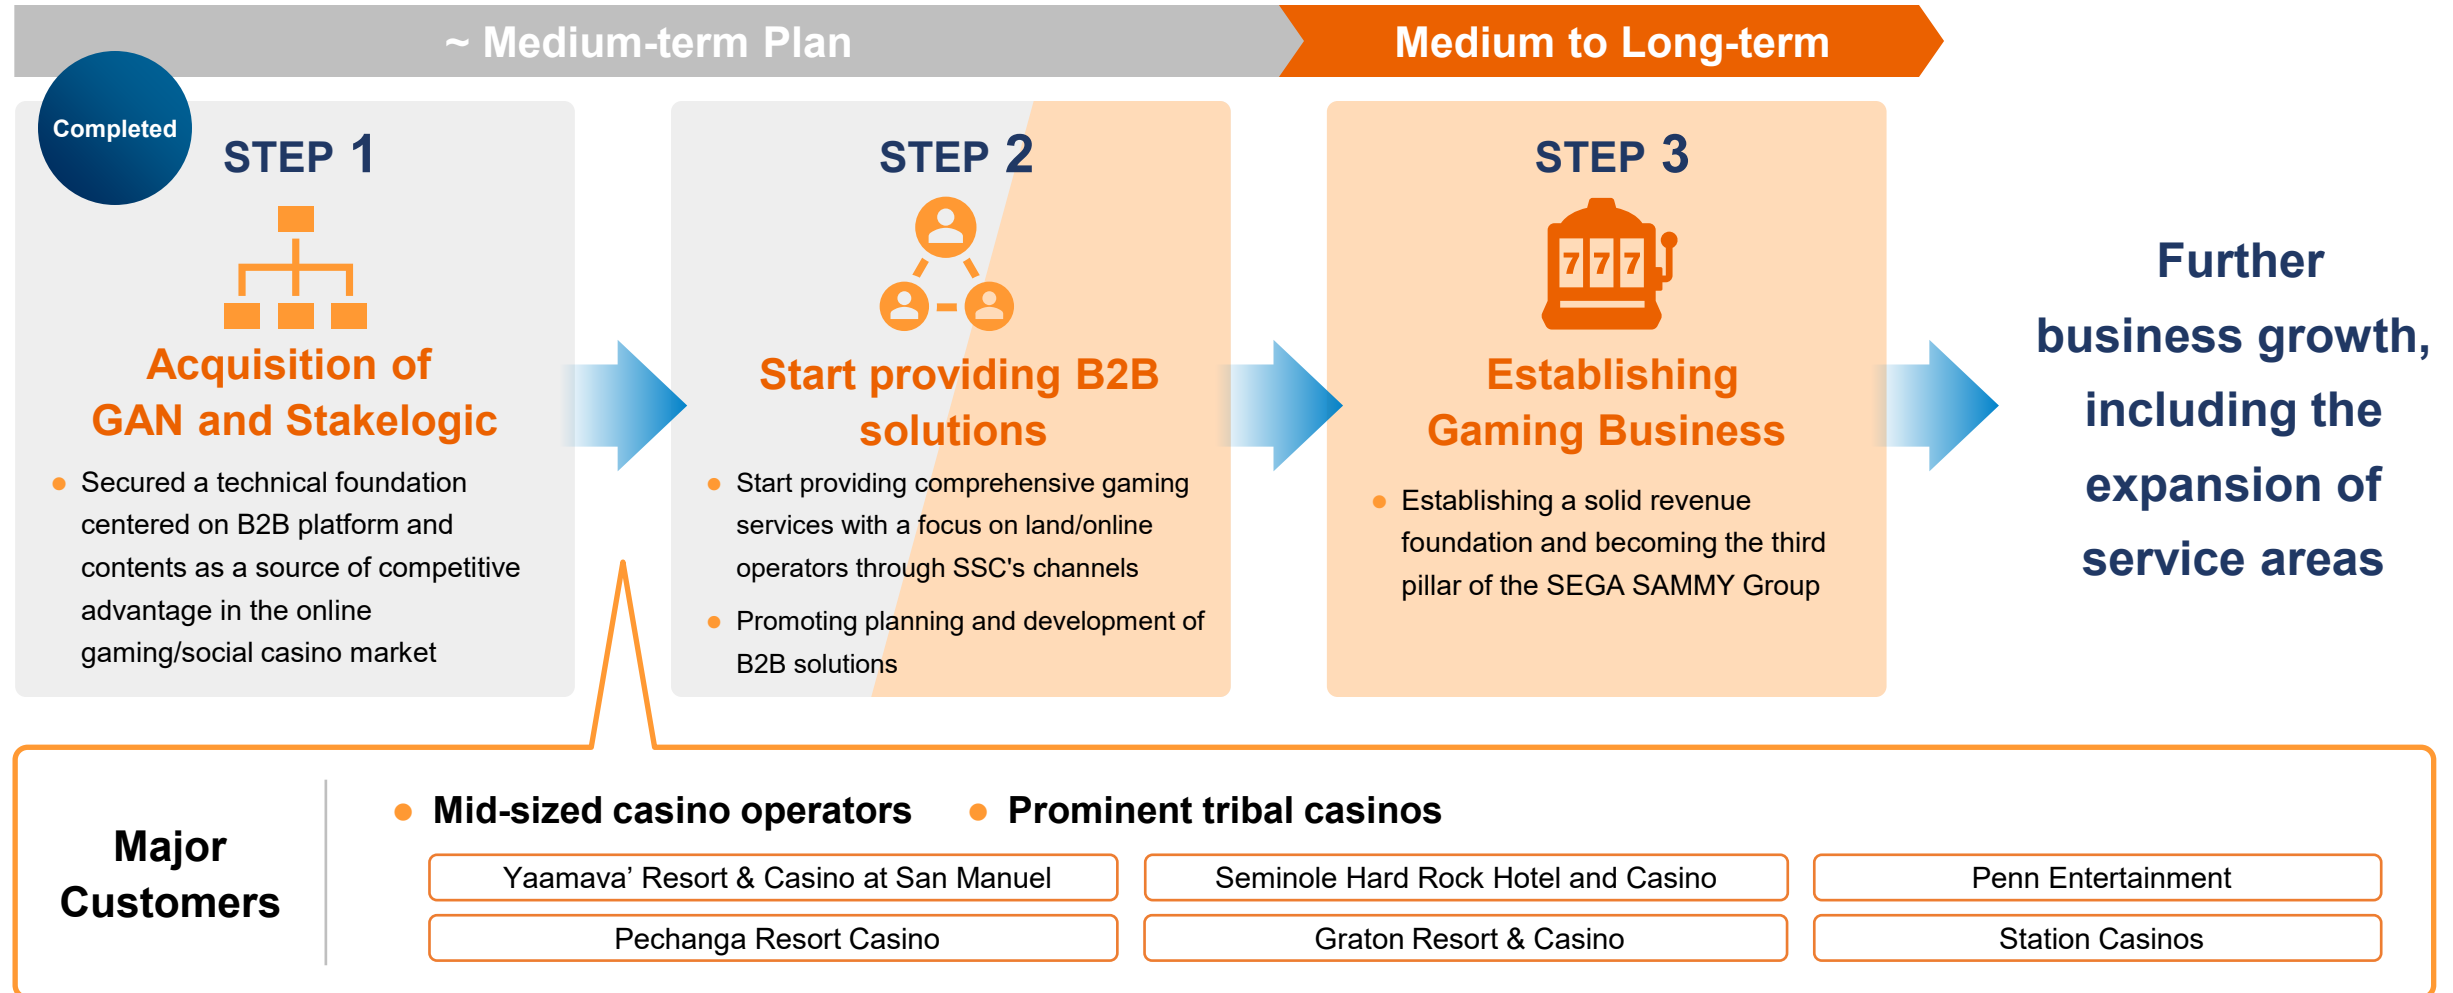 ~ Medium-term Plan
Medium to Long-term
Completed
STEP 1
Acquisition of
GAN and Stakelogic
● Secured a technical foundation
centered on B2B platform and
contents as a source of competitive
advantage in the online
gaming/social casino market
STEP 2
Start providing B2B
solutions
● Start providing comprehensive gaming
services with a focus on land/online
operators through SSC's channels
● Promoting planning and development of
B2B solutions
STEP 3
777
Establishing
Gaming Business
● Establishing a solid revenue
foundation and becoming the third
pillar of the SEGA SAMMY Group
Further
business growth,
including the
expansion of
service areas
Major
Customers
● Mid-sized casino operators ● Prominent tribal casinos
Yaamava’ Resort & Casino at San Manuel
Seminole Hard Rock Hotel and Casino
Penn Entertainment
Pechanga Resort Casino
Graton Resort & Casino
Station Casinos